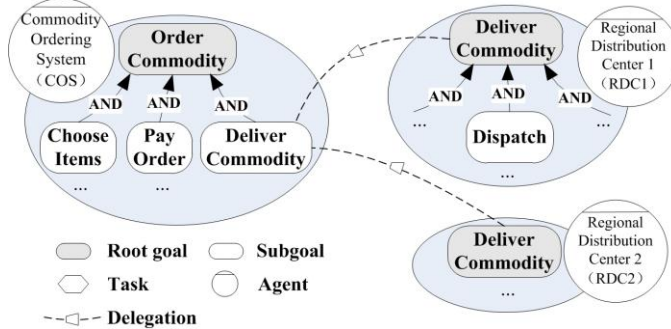 Commodity
Ordering
System
（COS）
Order
Commodity
AND
AND
AND
Choose
Items
Pay
Order
Deliver
Commodity
...
...
Deliver
Commodity
Regional
Distribution
Center 1
（RDC1）
AND
AND
AND
...
Dispatch
...
...
Deliver
Commodity
...
Regional
Distribution
Center 2
（RDC2）
Root goal
Subgoal
Task
Agent
Delegation